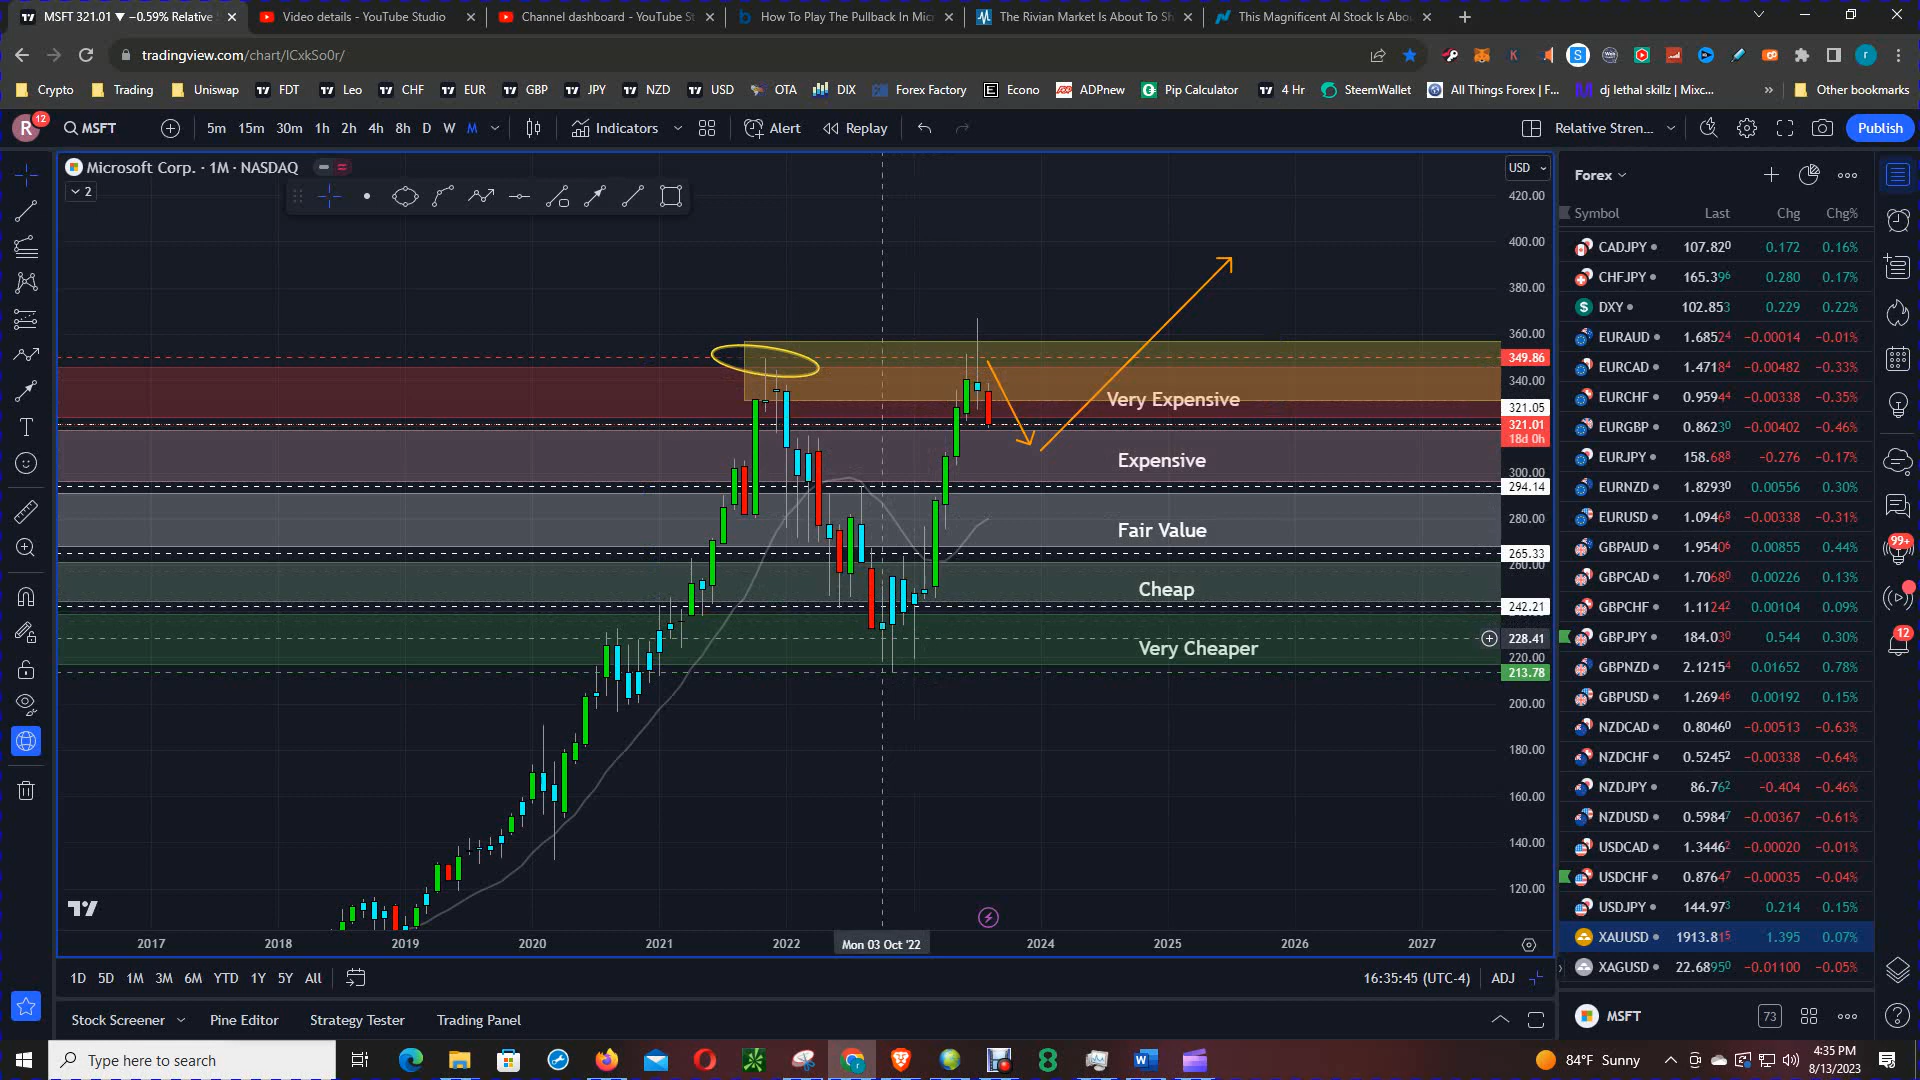 MSFT 321.01 ▼ −0.59% Relative
Video details - YouTube Studio
Channel dashboard - YouTube S
How To Play The Pullback In Mic
The Rivian Market Is About To Sh
This Magnificent AI Stock Is Abo
tradingview.com/chart/lCxkSo0r/
Crypto Trading Uniswap FDT Leo CHF EUR GBP JPY NZD USD OTA DIX Forex Factory Econo ADPnew Pip Calculator 4 Hr SteemWallet All Things Forex | F... dj lethal skillz | Mixc... » Other bookmarks
R 12 MSFT 5m 15m 30m 1h 2h 4h 8h D W M Indicators Alert Replay Relative Stren... Publish
Microsoft Corp. · 1M · NASDAQ
2
USD
420.00
400.00
380.00
360.00
349.86
340.00
321.05
321.01
18d 0h
300.00
294.14
280.00
265.33
260.00
242.21
228.41
220.00
213.78
200.00
180.00
160.00
140.00
120.00
Very Expensive
Expensive
Fair Value
Cheap
Very Cheaper
2017 2018 2019 2020 2021 2022 Mon 03 Oct '22 2024 2025 2026 2027
1D 5D 1M 3M 6M YTD 1Y 5Y All 16:35:45 (UTC-4) ADJ
Stock Screener Pine Editor Strategy Tester Trading Panel
Forex
Symbol Last Chg Chg%
CADJPY 107.820 0.172 0.16%
CHFJPY 165.396 0.280 0.17%
DXY 102.853 0.229 0.22%
EURAUD 1.68524 −0.00014 −0.01%
EURCAD 1.47184 −0.00482 −0.33%
EURCHF 0.95944 −0.00338 −0.35%
EURGBP 0.86230 −0.00402 −0.46%
EURJPY 158.688 −0.276 −0.17%
EURNZD 1.82930 0.00556 0.30%
EURUSD 1.09468 −0.00338 −0.31%
GBPAUD 1.95406 0.00855 0.44%
GBPCAD 1.70680 0.00226 0.13%
GBPCHF 1.11242 0.00104 0.09%
GBPJPY 184.030 0.544 0.30%
GBPNZD 2.12154 0.01652 0.78%
GBPUSD 1.26946 0.00192 0.15%
NZDCAD 0.80460 −0.00513 −0.63%
NZDCHF 0.52452 −0.00338 −0.64%
NZDJPY 86.762 −0.404 −0.46%
NZDUSD 0.59847 −0.00367 −0.61%
USDCAD 1.34462 −0.00020 −0.01%
USDCHF 0.87647 −0.00035 −0.04%
USDJPY 144.973 0.214 0.15%
XAUUSD 1913.815 1.395 0.07%
XAGUSD 22.68950 −0.01100 −0.05%
MSFT 73
99+
12
Type here to search
84°F Sunny
4:35 PM
8/13/2023